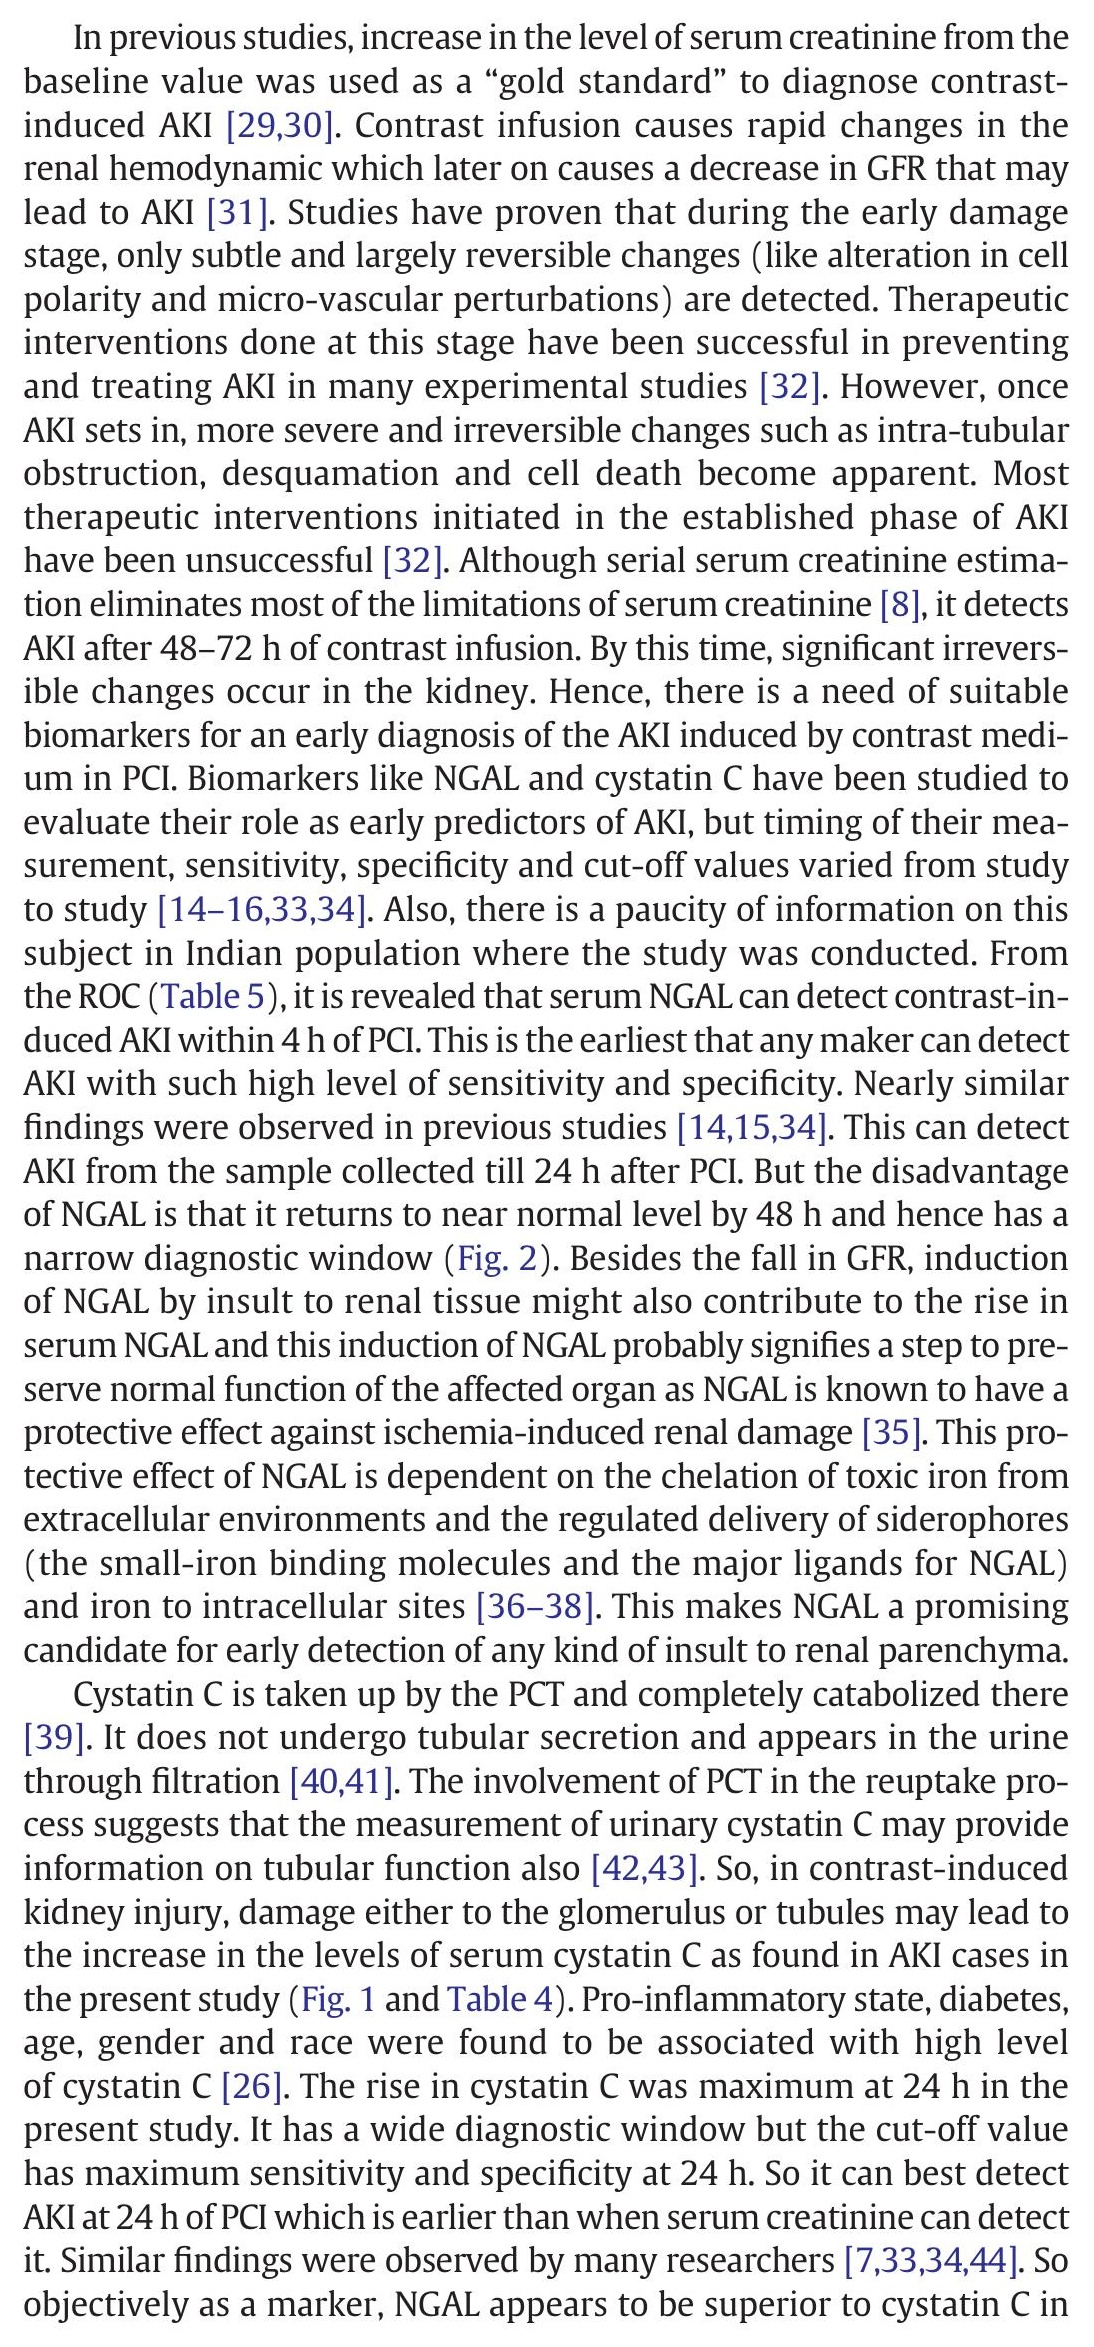 In previous studies, increase in the level of serum creatinine from the
baseline value was used as a “gold standard” to diagnose contrast-
induced AKI [29,30]. Contrast infusion causes rapid changes in the
renal hemodynamic which later on causes a decrease in GFR that may
lead to AKI [31]. Studies have proven that during the early damage
stage, only subtle and largely reversible changes (like alteration in cell
polarity and micro-vascular perturbations) are detected. Therapeutic
interventions done at this stage have been successful in preventing
and treating AKI in many experimental studies [32]. However, once
AKI sets in, more severe and irreversible changes such as intra-tubular
obstruction, desquamation and cell death become apparent. Most
therapeutic interventions initiated in the established phase of AKI
have been unsuccessful [32]. Although serial serum creatinine estima-
tion eliminates most of the limitations of serum creatinine [8], it detects
AKI after 48–72 h of contrast infusion. By this time, significant irrevers-
ible changes occur in the kidney. Hence, there is a need of suitable
biomarkers for an early diagnosis of the AKI induced by contrast medi-
um in PCI. Biomarkers like NGAL and cystatin C have been studied to
evaluate their role as early predictors of AKI, but timing of their mea-
surement, sensitivity, specificity and cut-off values varied from study
to study [14–16,33,34]. Also, there is a paucity of information on this
subject in Indian population where the study was conducted. From
the ROC (Table 5), it is revealed that serum NGAL can detect contrast-in-
duced AKI within 4 h of PCI. This is the earliest that any maker can detect
AKI with such high level of sensitivity and specificity. Nearly similar
findings were observed in previous studies [14,15,34]. This can detect
AKI from the sample collected till 24 h after PCI. But the disadvantage
of NGAL is that it returns to near normal level by 48 h and hence has a
narrow diagnostic window (Fig. 2). Besides the fall in GFR, induction
of NGAL by insult to renal tissue might also contribute to the rise in
serum NGAL and this induction of NGAL probably signifies a step to pre-
serve normal function of the affected organ as NGAL is known to have a
protective effect against ischemia-induced renal damage [35]. This pro-
tective effect of NGAL is dependent on the chelation of toxic iron from
extracellular environments and the regulated delivery of siderophores
(the small-iron binding molecules and the major ligands for NGAL)
and iron to intracellular sites [36–38]. This makes NGAL a promising
candidate for early detection of any kind of insult to renal parenchyma.
Cystatin C is taken up by the PCT and completely catabolized there
[39]. It does not undergo tubular secretion and appears in the urine
through filtration [40,41]. The involvement of PCT in the reuptake pro-
cess suggests that the measurement of urinary cystatin C may provide
information on tubular function also [42,43]. So, in contrast-induced
kidney injury, damage either to the glomerulus or tubules may lead to
the increase in the levels of serum cystatin C as found in AKI cases in
the present study (Fig. 1 and Table 4). Pro-inflammatory state, diabetes,
age, gender and race were found to be associated with high level
of cystatin C [26]. The rise in cystatin C was maximum at 24 h in the
present study. It has a wide diagnostic window but the cut-off value
has maximum sensitivity and specificity at 24 h. So it can best detect
AKI at 24 h of PCI which is earlier than when serum creatinine can detect
it. Similar findings were observed by many researchers [7,33,34,44]. So
objectively as a marker, NGAL appears to be superior to cystatin C in